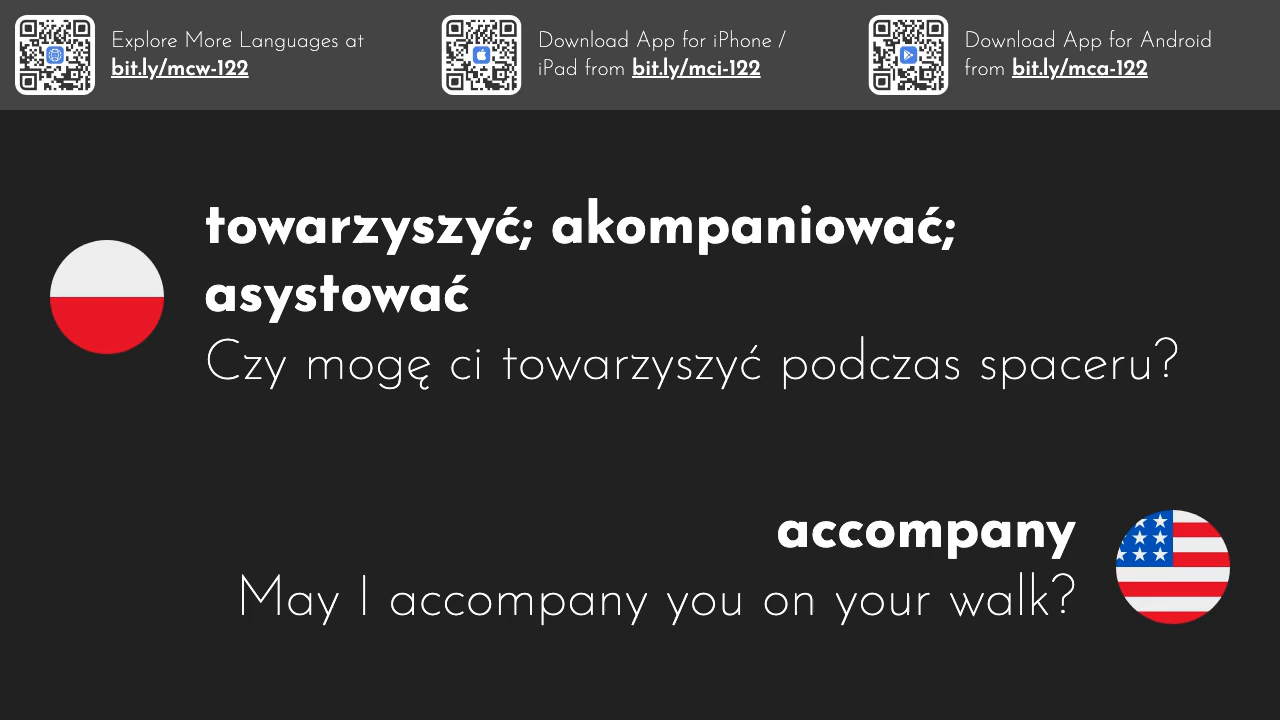 Explore More Languages at
bit.ly/mcw-122
Download App for iPhone /
iPad from bit.ly/mci-122
Download App for Android
from bit.ly/mca-122
towarzyszyć; akompaniować;
asystować
Czy mogę ci towarzyszyć podczas spaceru?
accompany
May I accompany you on your walk?